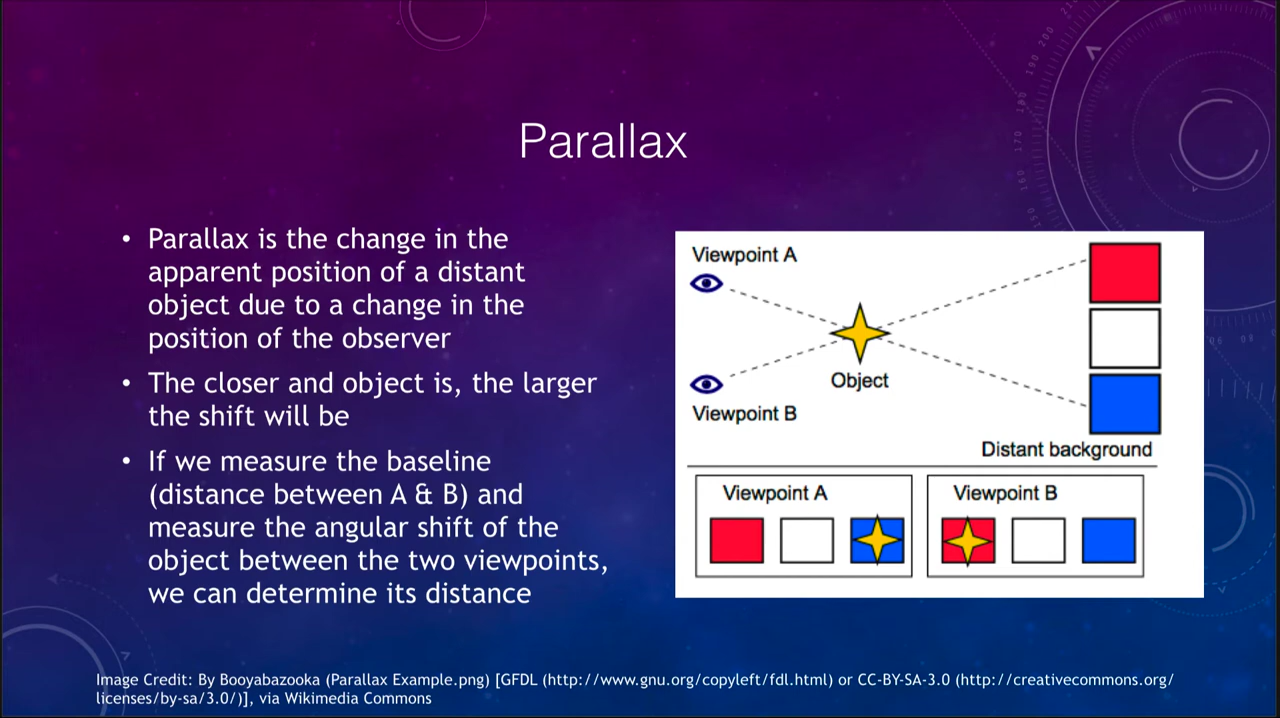 Parallax
• Parallax is the change in the
apparent position of a distant
object due to a change in the
position of the observer
• The closer and object is, the larger
the shift will be
• If we measure the baseline
(distance between A & B) and
measure the angular shift of the
object between the two viewpoints,
we can determine its distance
Viewpoint A
Object
Viewpoint B
Distant background
Viewpoint A
Viewpoint B
Image Credit: By Booyabazooka (Parallax Example.png) [GFDL (http://www.gnu.org/copyleft/fdl.html) or CC-BY-SA-3.0 (http://creativecommons.org/
licenses/by-sa/3.0/)], via Wikimedia Commons
200
190
170